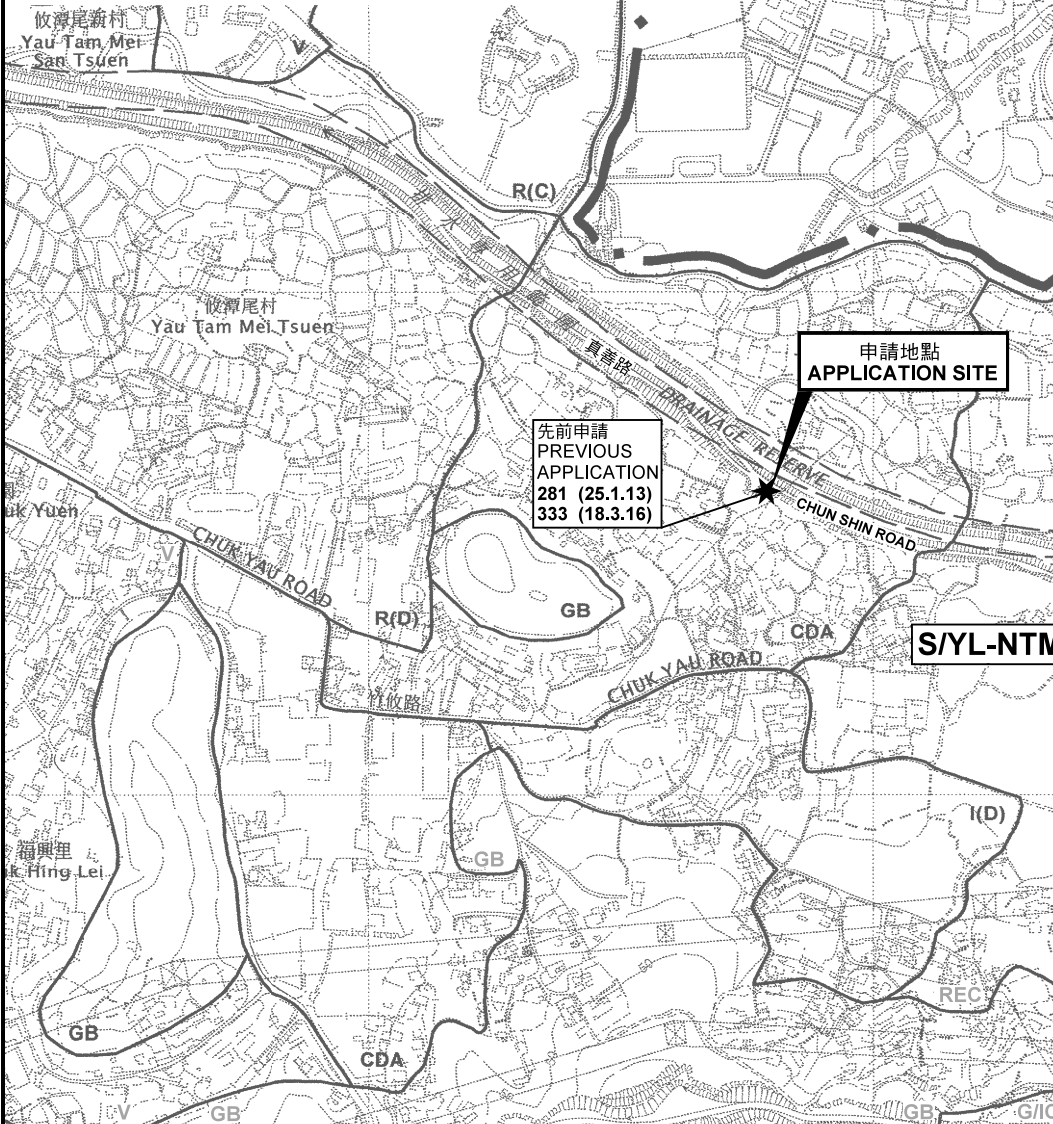 攸潭尾新村
Yau Tam Mei
San Tsuen
V
R(C)
攸潭尾村
Yau Tam Mei Tsuen
真善路
DRAINAGE RESERVE
申請地點
APPLICATION SITE
先前申請
PREVIOUS
APPLICATION
281 (25.1.13)
333 (18.3.16)
CHUN SHIN ROAD
uk Yuen
V
CHUK YAU ROAD
R(D)
GB
CDA
S/YL-NTM
CHUK YAU ROAD
竹攸路
I(D)
福興里
k Hing Lei
GB
REC
GB
CDA
V
GB
GB
G/IC